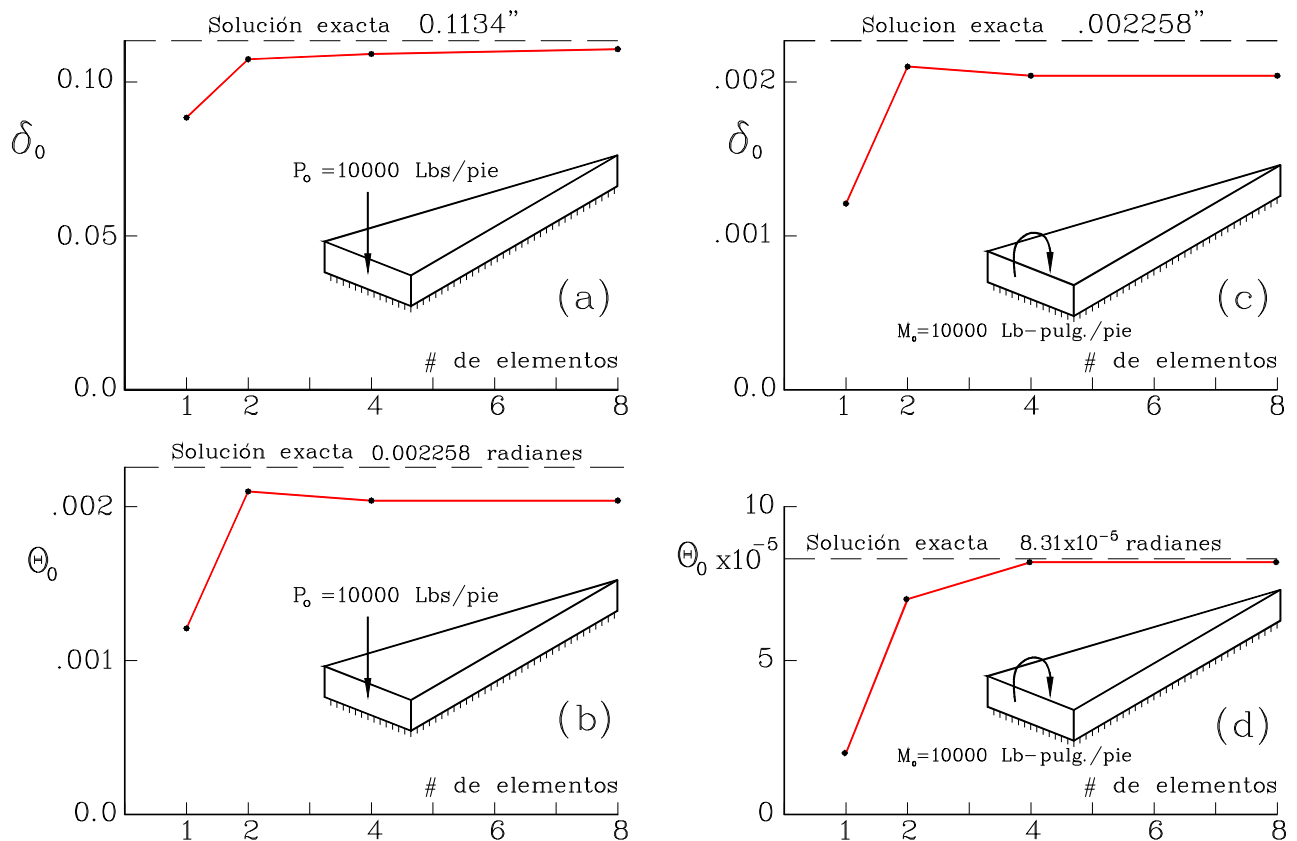 Solución exacta 0.1134”
0.10
δ₀
P₀ =10000 Lbs/pie
0.05
(a)
# de elementos
0.0
1 2 4 6 8
Solución exacta .002258”
.002
δ₀
.001
(c)
M₀=10000 Lb-pulg./pie
# de elementos
0.0
1 2 4 6 8
Solución exacta 0.002258 radianes
.002
Θ₀
P₀ =10000 Lbs/pie
.001
(b)
# de elementos
0.0
1 2 4 6 8
10
Θ₀ x10⁻⁵
Solución exacta 8.31x10⁻⁵ radianes
5
(d)
M₀=10000 Lb-pulg./pie
# de elementos
0
1 2 4 6 8